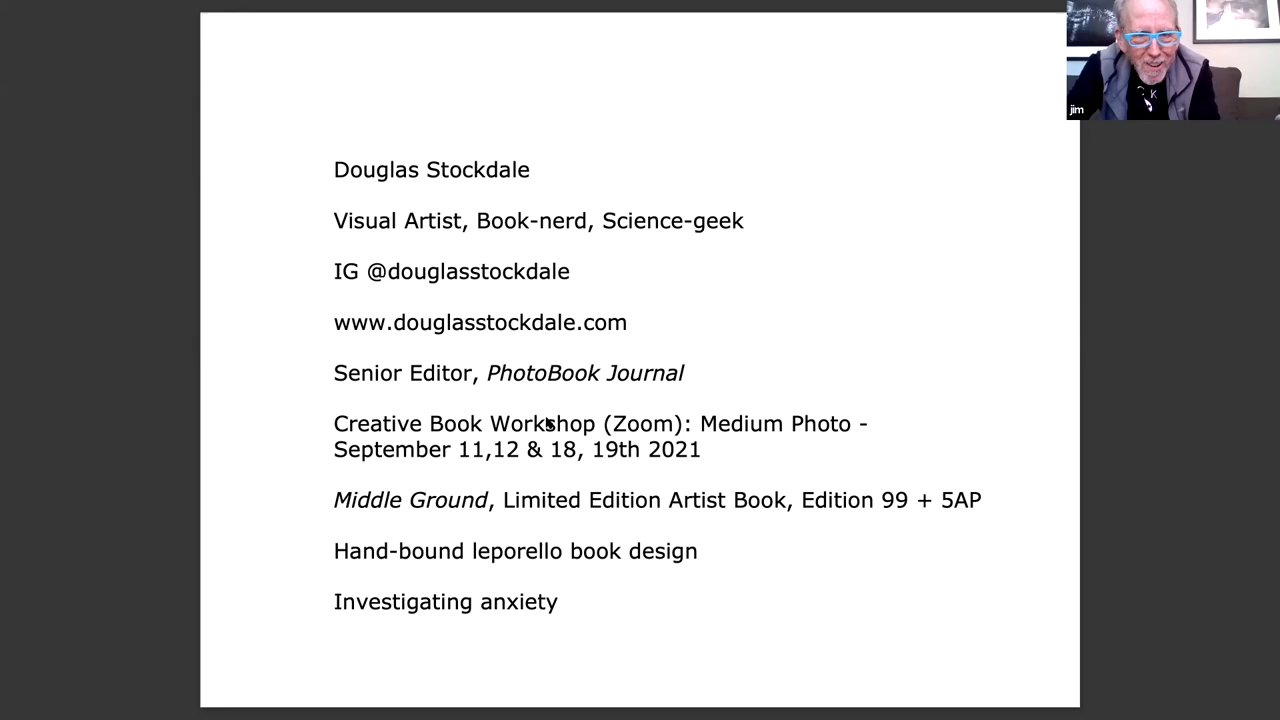 Douglas Stockdale
Visual Artist, Book-nerd, Science-geek
IG @douglasstockdale
www.douglasstockdale.com
Senior Editor, PhotoBook Journal
Creative Book Workshop (Zoom): Medium Photo -
September 11,12 & 18, 19th 2021
Middle Ground, Limited Edition Artist Book, Edition 99 + 5AP
Hand-bound leporello book design
Investigating anxiety
jim